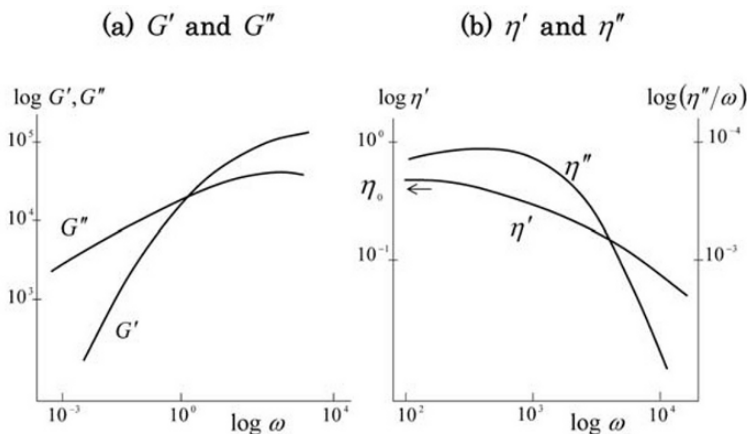 (a) G′ and G″
(b) η′ and η″
log G′, G″
10⁵
10⁴
10³
G″
G′
10⁻³
10⁰
10⁴
log ω
log η′
log(η″/ω)
10⁰
η₀
10⁻¹
10⁻⁴
10⁻³
η″
η′
10²
10³
10⁴
log ω